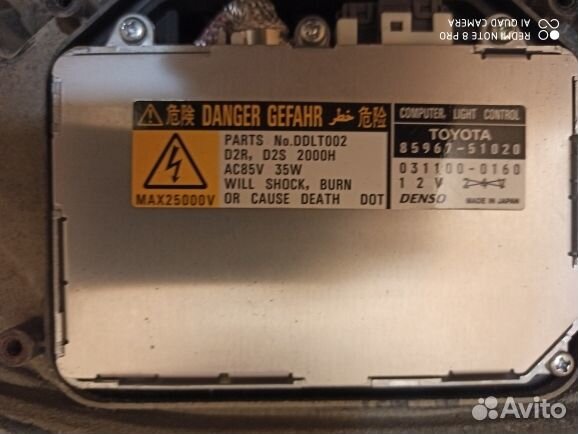 REDMI NOTE 8 PRO
AI QUAD CAMERA
⚠ 危険 DANGER GEFAHR خطر 危险
PARTS No.DDLT002
D2R, D2S 2000H
AC85V 35W
WILL SHOCK, BURN
OR CAUSE DEATH DOT
MAX25000V
COMPUTER, LIGHT CONTROL
TOYOTA
85967-51020
031100-0160
12V
DENSO MADE IN JAPAN
Avito